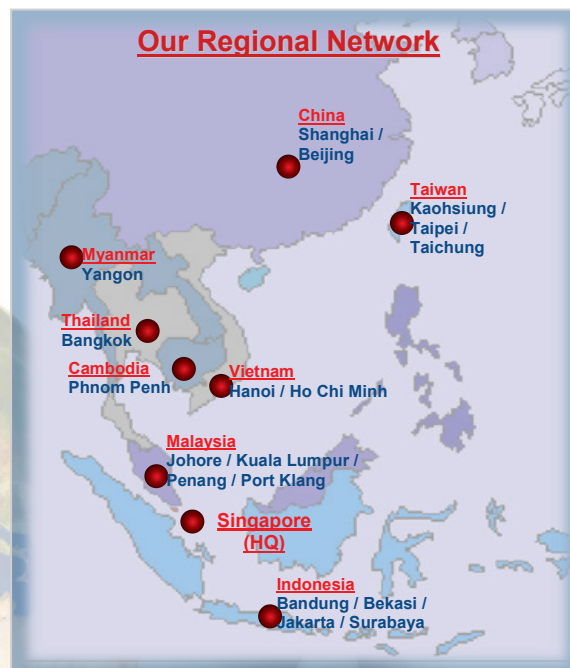 Our Regional Network
China
Shanghai /
Beijing
Taiwan
Kaohsiung /
Taipei /
Taichung
Myanmar
Yangon
Thailand
Bangkok
Cambodia
Phnom Penh
Vietnam
Hanoi / Ho Chi Minh
Malaysia
Johore / Kuala Lumpur /
Penang / Port Klang
Singapore
(HQ)
Indonesia
Bandung / Bekasi /
Jakarta / Surabaya